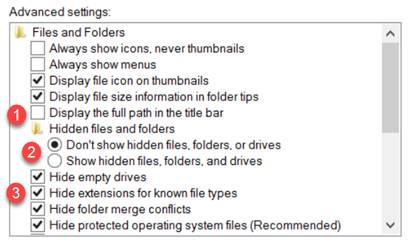 Advanced settings:
Files and Folders
Always show icons, never thumbnails
Always show menus
Display file icon on thumbnails
Display file size information in folder tips
1 Display the full path in the title bar
Hidden files and folders
2 Don't show hidden files, folders, or drives
Show hidden files, folders, and drives
Hide empty drives
3 Hide extensions for known file types
Hide folder merge conflicts
Hide protected operating system files (Recommended)